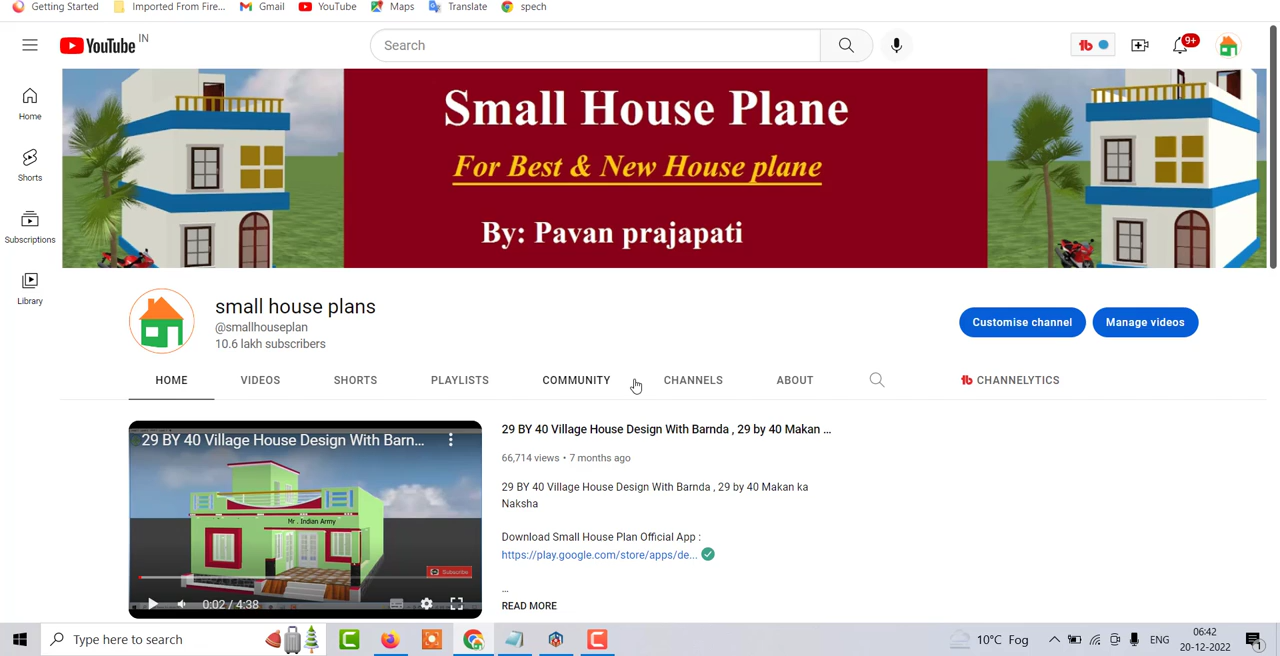 Getting Started Imported From Fire... Gmail YouTube Maps Translate spech
YouTube IN
Search
9+
Home
Shorts
Subscriptions
Library
Small House Plane
For Best & New House plane
By: Pavan prajapati
small house plans
@smallhouseplan
10.6 lakh subscribers
Customise channel Manage videos
HOME VIDEOS SHORTS PLAYLISTS COMMUNITY CHANNELS ABOUT CHANNELYTICS
29 BY 40 Village House Design With Barn...
Mr . Indian Army
Subscribe
0:02 / 4:38
29 BY 40 Village House Design With Barnda , 29 by 40 Makan ...
66,714 views • 7 months ago
29 BY 40 Village House Design With Barnda , 29 by 40 Makan ka
Naksha
Download Small House Plan Official App :
https://play.google.com/store/apps/de...
...
READ MORE
Type here to search
10°C Fog
ENG
06:42
20-12-2022
1